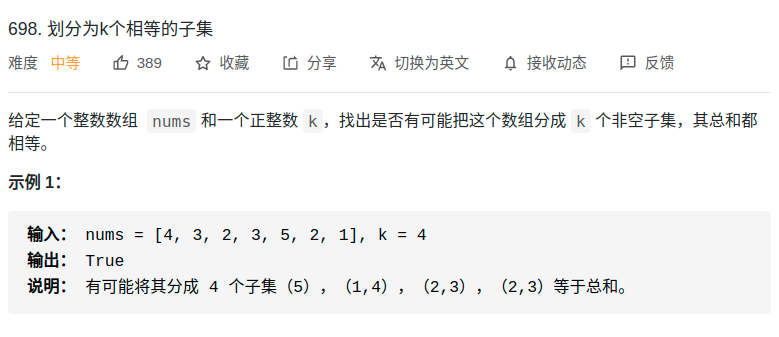 698. 划分为k个相等的子集
难度 中等 389 收藏 分享 切换为英文 接收动态 反馈
给定一个整数数组 nums 和一个正整数 k，找出是否有可能把这个数组分成 k 个非空子集，其总和都
相等。
示例 1：
输入： nums = [4, 3, 2, 3, 5, 2, 1], k = 4
输出： True
说明： 有可能将其分成 4 个子集（5），（1,4），（2,3），（2,3）等于总和。